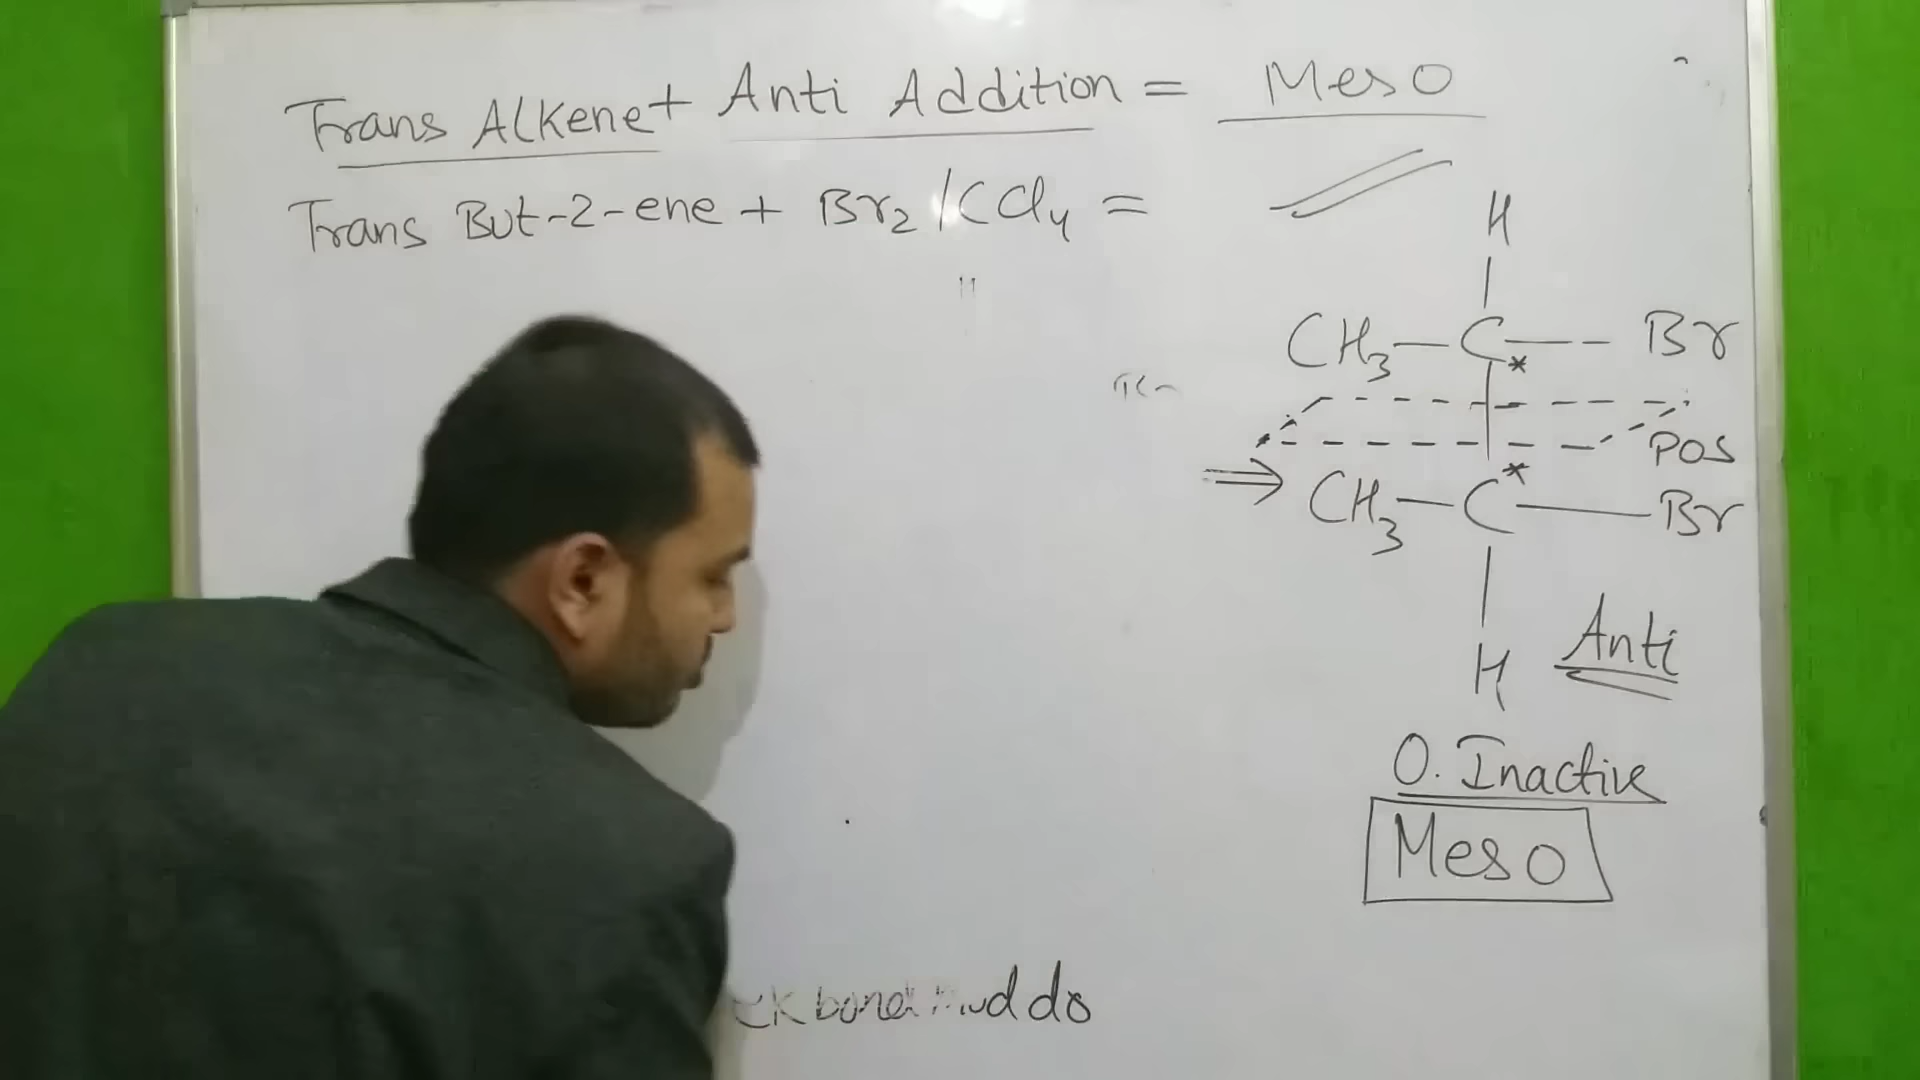 Trans Alkene + Anti Addition = Meso
Trans But-2-ene + Br2 /CCl4 =
H
CH3 — C* --- Br
POS
⇒ CH3 — C* — Br
H
Anti
O. Inactive
Meso
bond